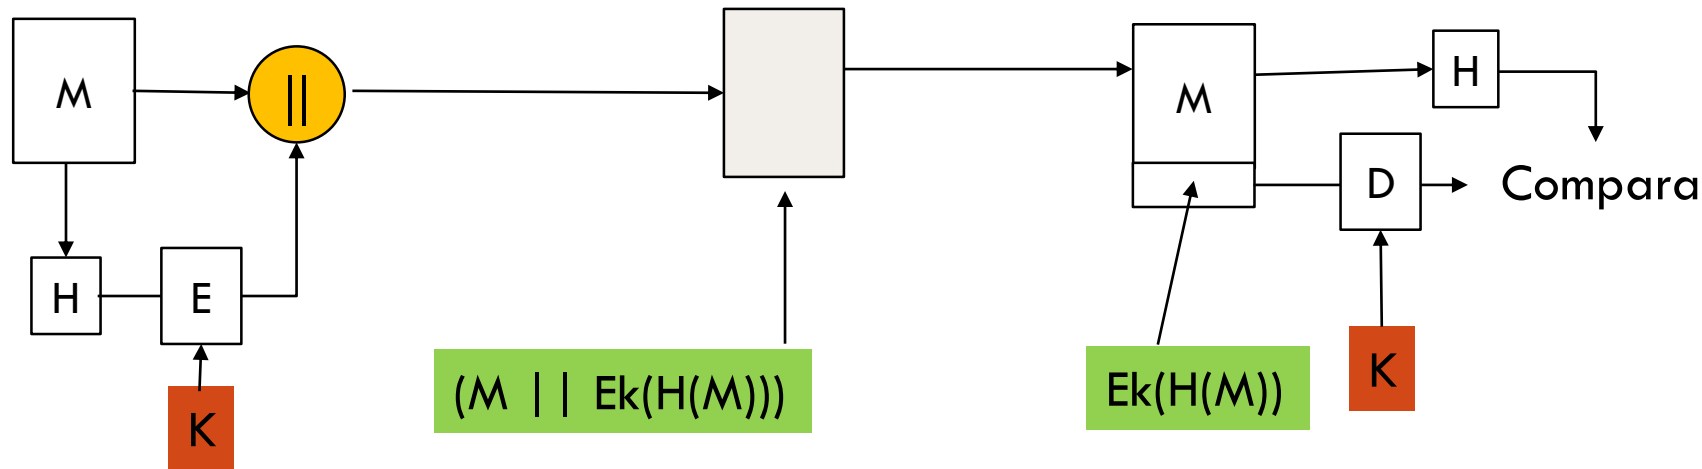 M
||
M
H
Compara
D
H
E
K
(M || Ek(H(M)))
Ek(H(M))
K